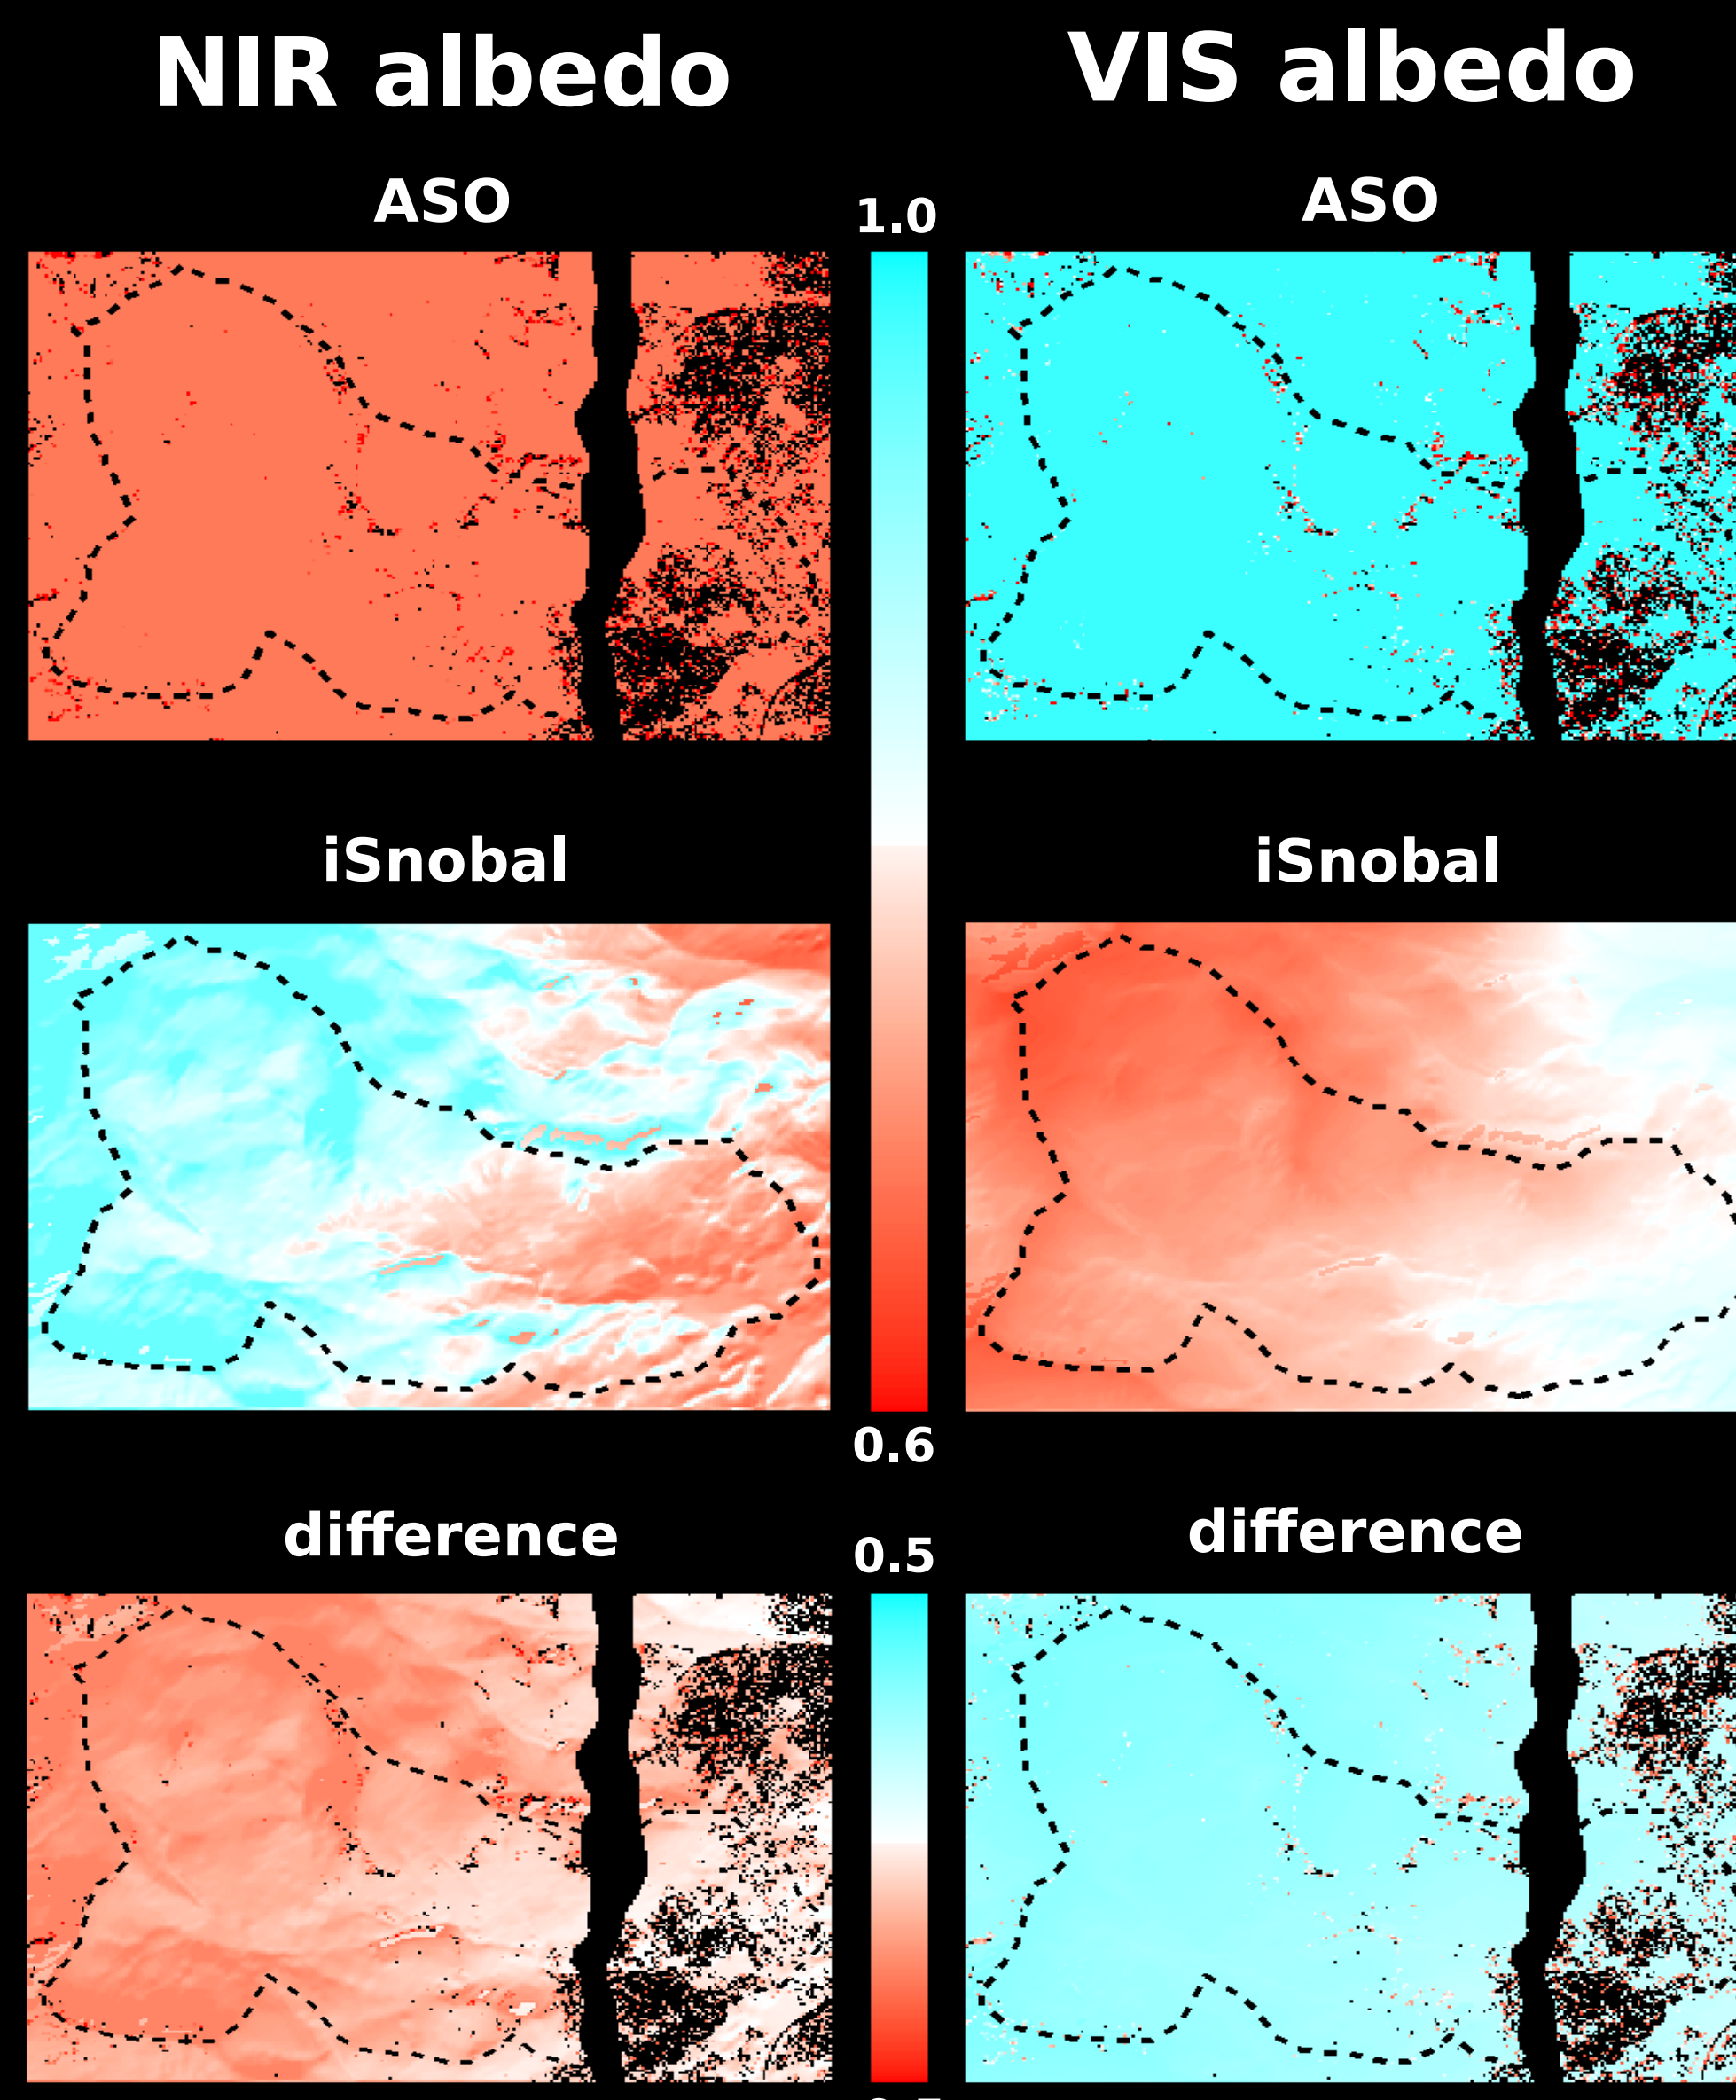 NIR albedo VIS albedo
ASO ASO
1.0
iSnobal iSnobal
0.6
0.5
difference difference